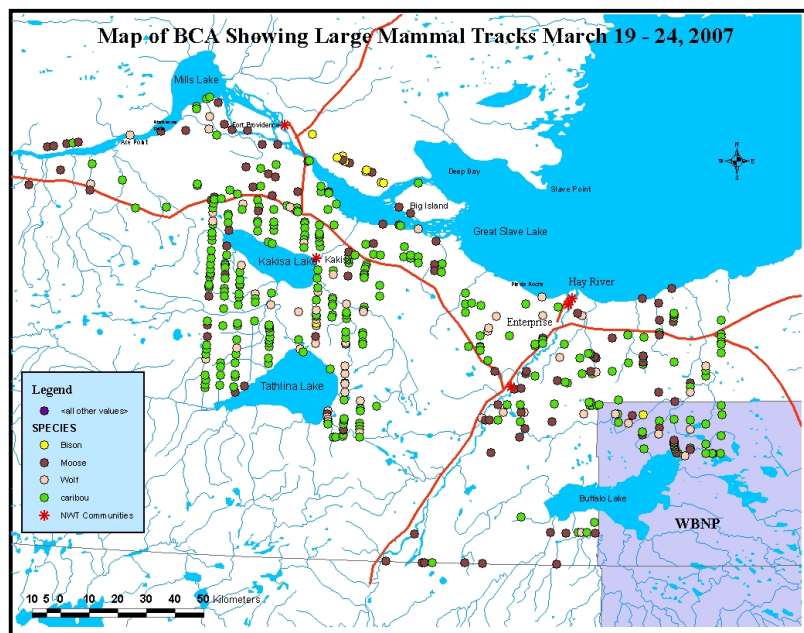 Map of BCA Showing Large Mammal Tracks March 19 - 24, 2007
Mills Lake
Fort Providence
Axe Point
Deep Bay
Slave Point
Big Island
Great Slave Lake
N
W E
S
Kakisa Lake
Kakisa
Hay River
Enterprise
Tathlina Lake
Buffalo Lake
WBNP
Legend
<all other values>
SPECIES
Bison
Moose
Wolf
caribou
NWT Communities
10 5 0 10 20 30 40 50 Kilometers